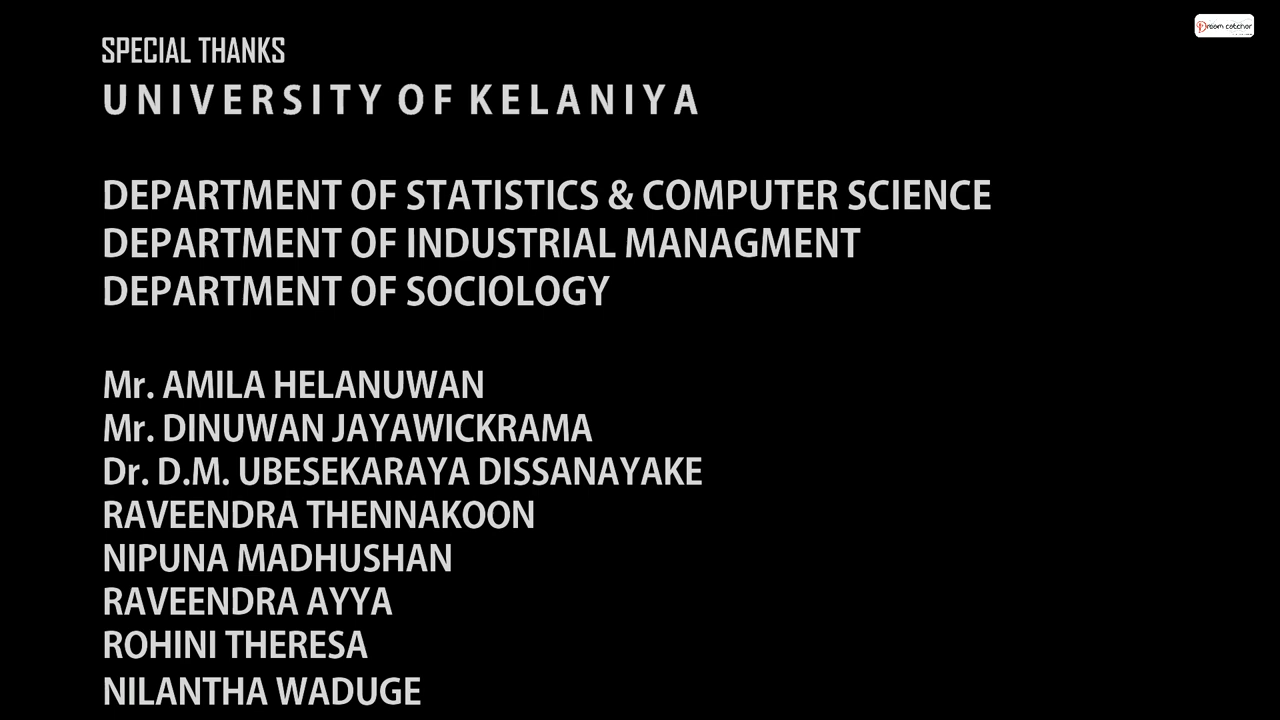 SPECIAL THANKS
UNIVERSITY OF KELANIYA
DEPARTMENT OF STATISTICS & COMPUTER SCIENCE
DEPARTMENT OF INDUSTRIAL MANAGMENT
DEPARTMENT OF SOCIOLOGY
Mr. AMILA HELANUWAN
Mr. DINUWAN JAYAWICKRAMA
Dr. D.M. UBESEKARAYA DISSANAYAKE
RAVEENDRA THENNAKOON
NIPUNA MADHUSHAN
RAVEENDRA AYYA
ROHINI THERESA
NILANTHA WADUGE